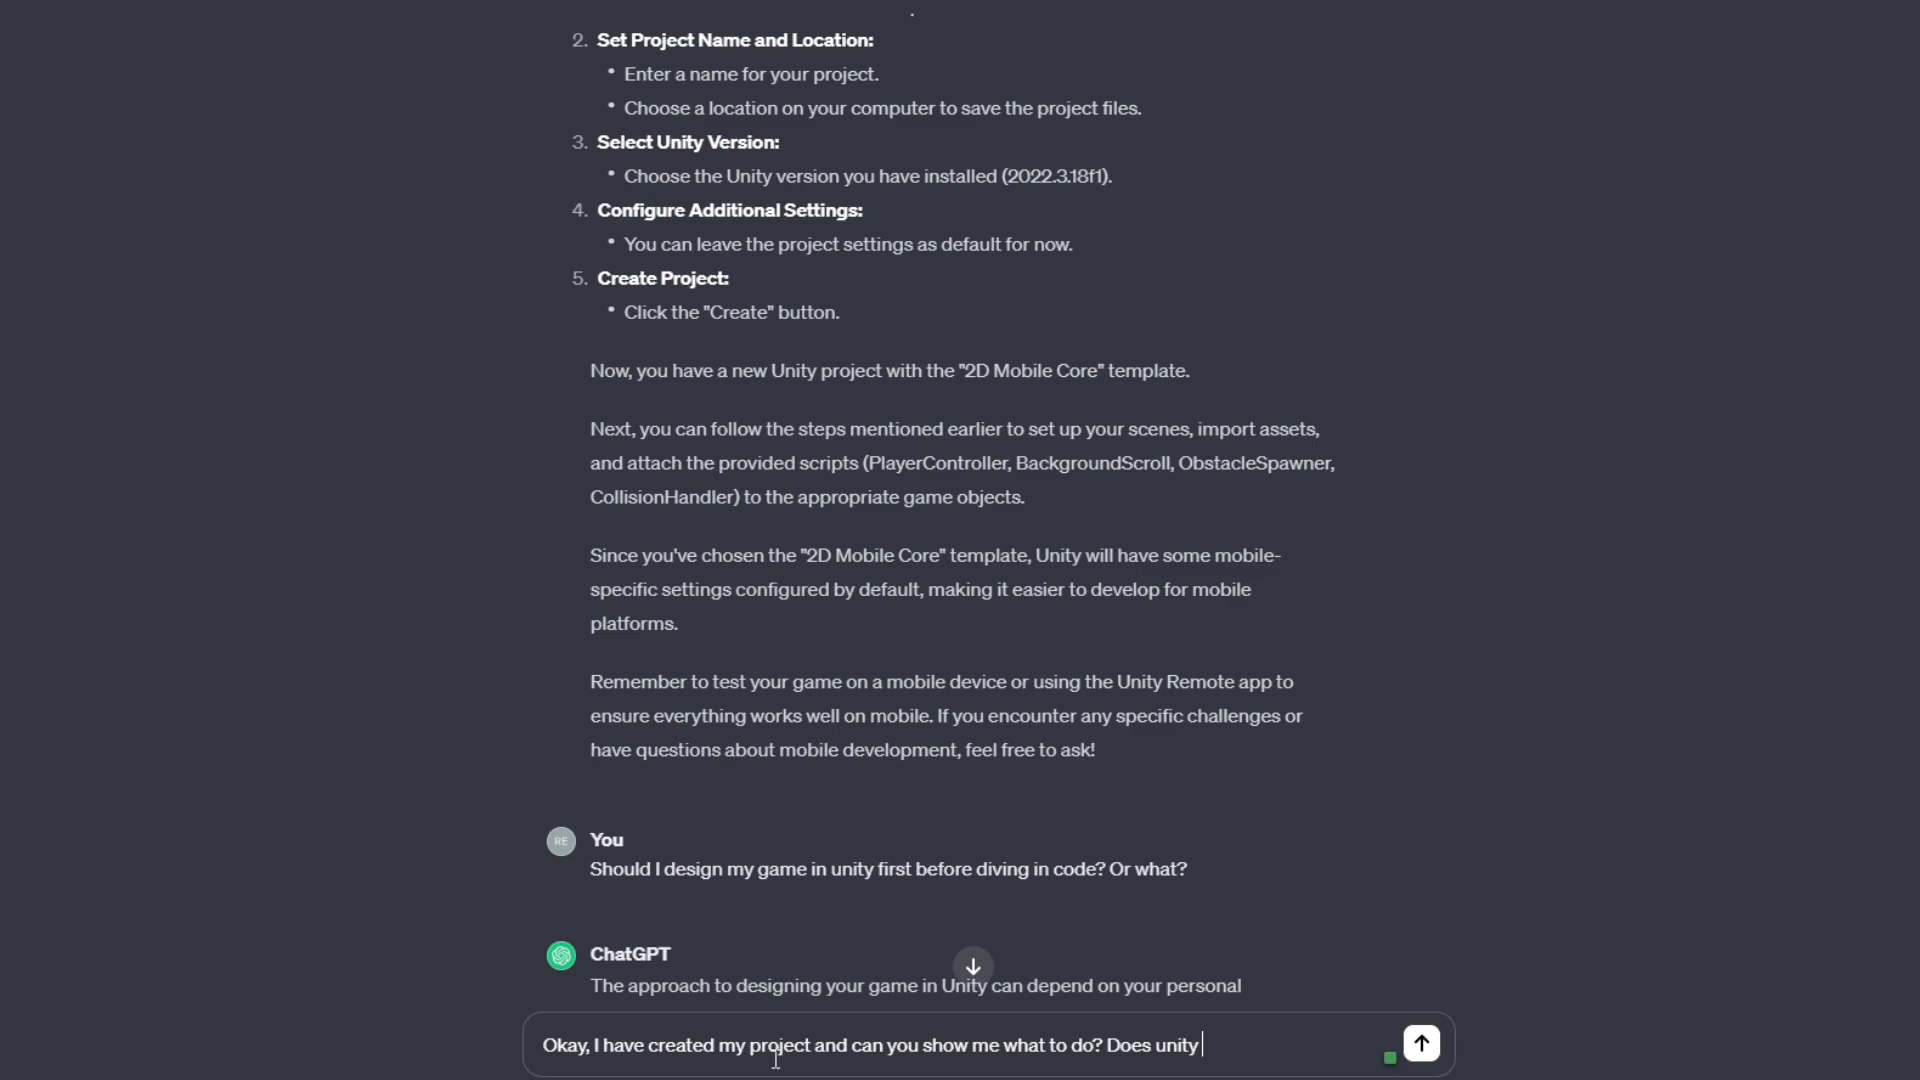 2. Set Project Name and Location:
• Enter a name for your project.
• Choose a location on your computer to save the project files.
3. Select Unity Version:
• Choose the Unity version you have installed (2022.3.18f1).
4. Configure Additional Settings:
• You can leave the project settings as default for now.
5. Create Project:
• Click the "Create" button.
Now, you have a new Unity project with the "2D Mobile Core" template.
Next, you can follow the steps mentioned earlier to set up your scenes, import assets,
and attach the provided scripts (PlayerController, BackgroundScroll, ObstacleSpawner,
CollisionHandler) to the appropriate game objects.
Since you've chosen the "2D Mobile Core" template, Unity will have some mobile-
specific settings configured by default, making it easier to develop for mobile
platforms.
Remember to test your game on a mobile device or using the Unity Remote app to
ensure everything works well on mobile. If you encounter any specific challenges or
have questions about mobile development, feel free to ask!
RE You
Should I design my game in unity first before diving in code? Or what?
ChatGPT
The approach to designing your game in Unity can depend on your personal
Okay, I have created my project and can you show me what to do? Does unity